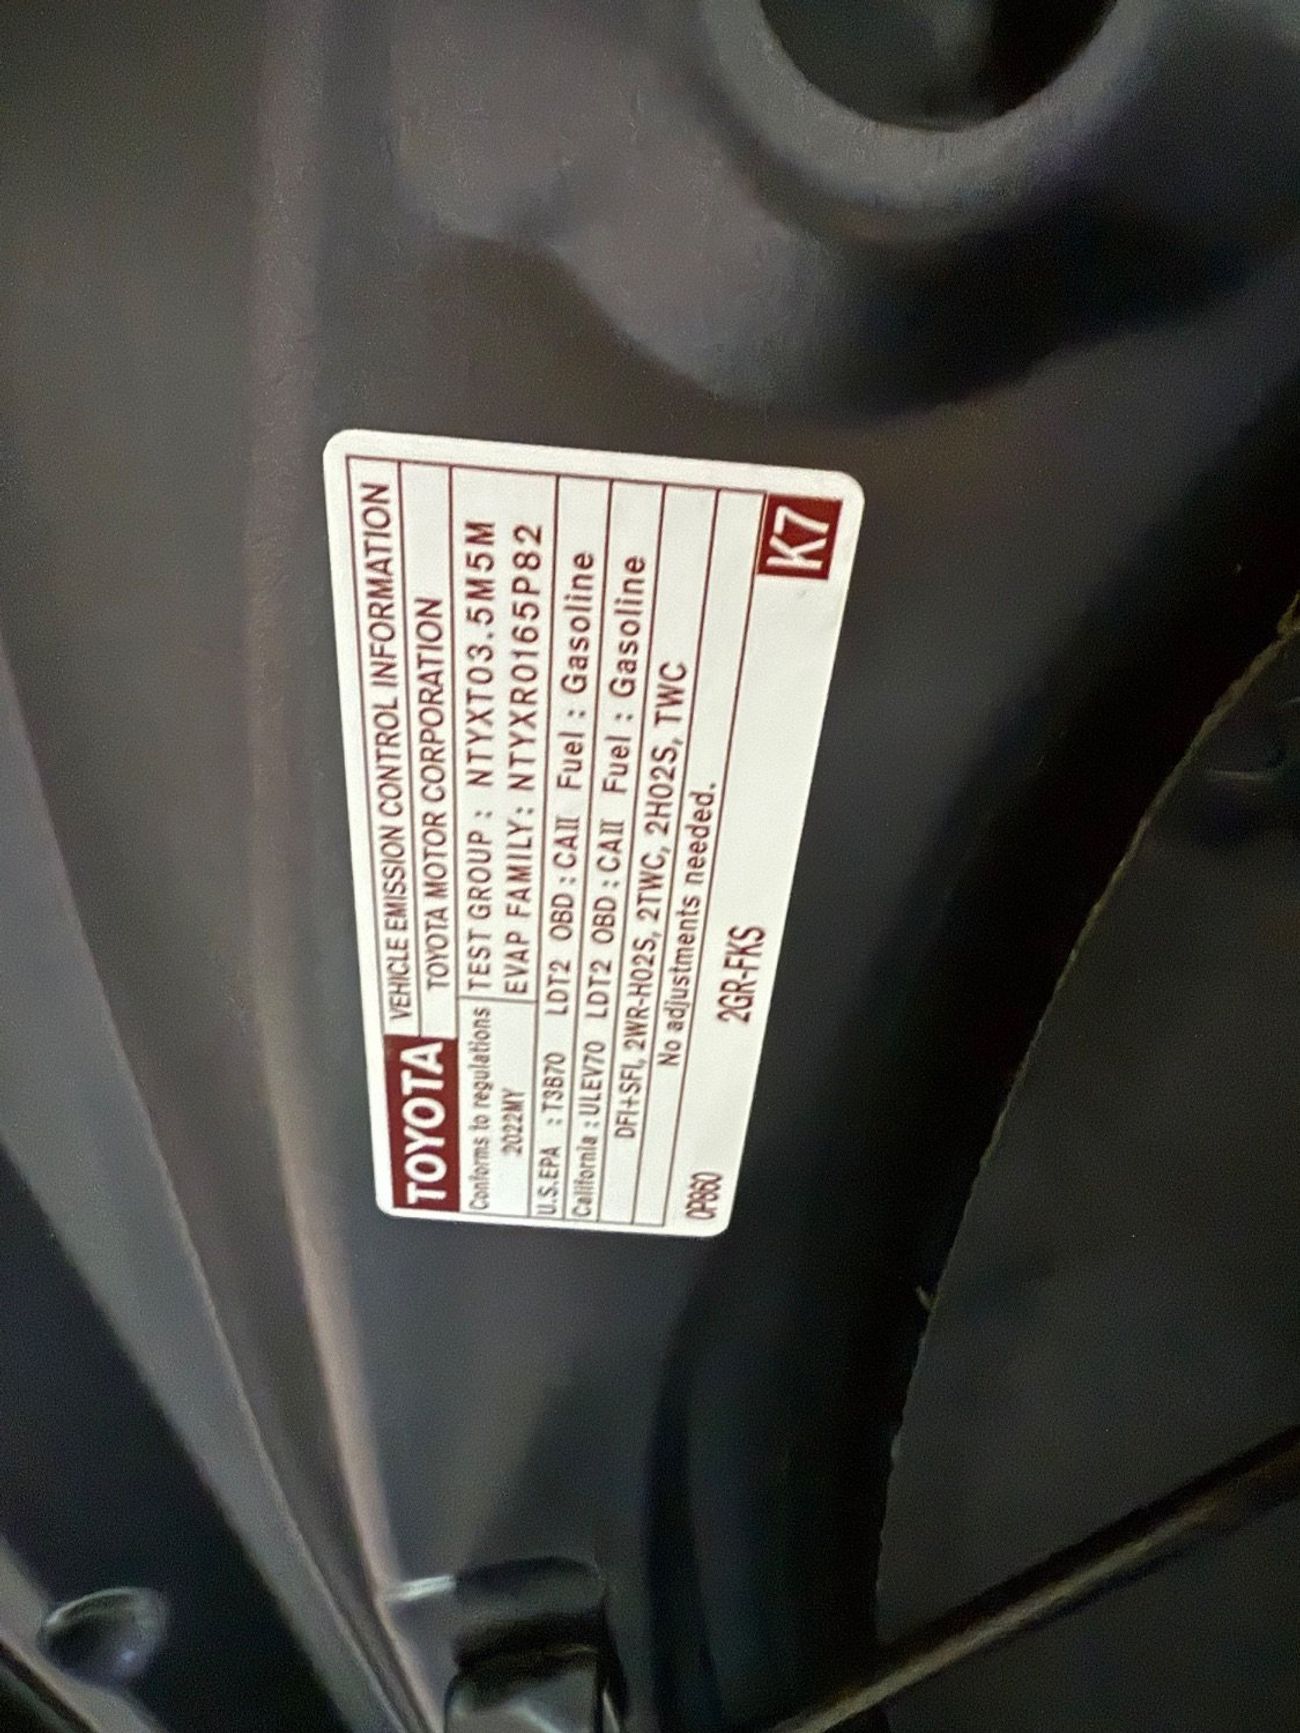 TOYOTA VEHICLE EMISSION CONTROL INFORMATION
TOYOTA MOTOR CORPORATION
Conforms to regulations TEST GROUP : NTYXT03.5M5M
2022MY EVAP FAMILY: NTYXR0165P82
U.S.EPA : T3B70 LDT2 OBD : CAII Fuel : Gasoline
California : ULEV70 LDT2 OBD : CAII Fuel : Gasoline
DFI+SFI, 2WR-HO2S, 2TWC, 2HO2S, TWC
No adjustments needed.
0P860 2GR-FKS K7